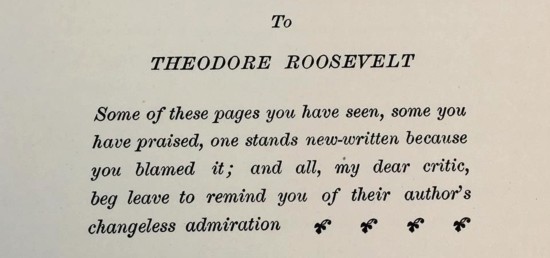 To
THEODORE ROOSEVELT
Some of these pages you have seen, some you
have praised, one stands new-written because
you blamed it; and all, my dear critic,
beg leave to remind you of their author's
changeless admiration